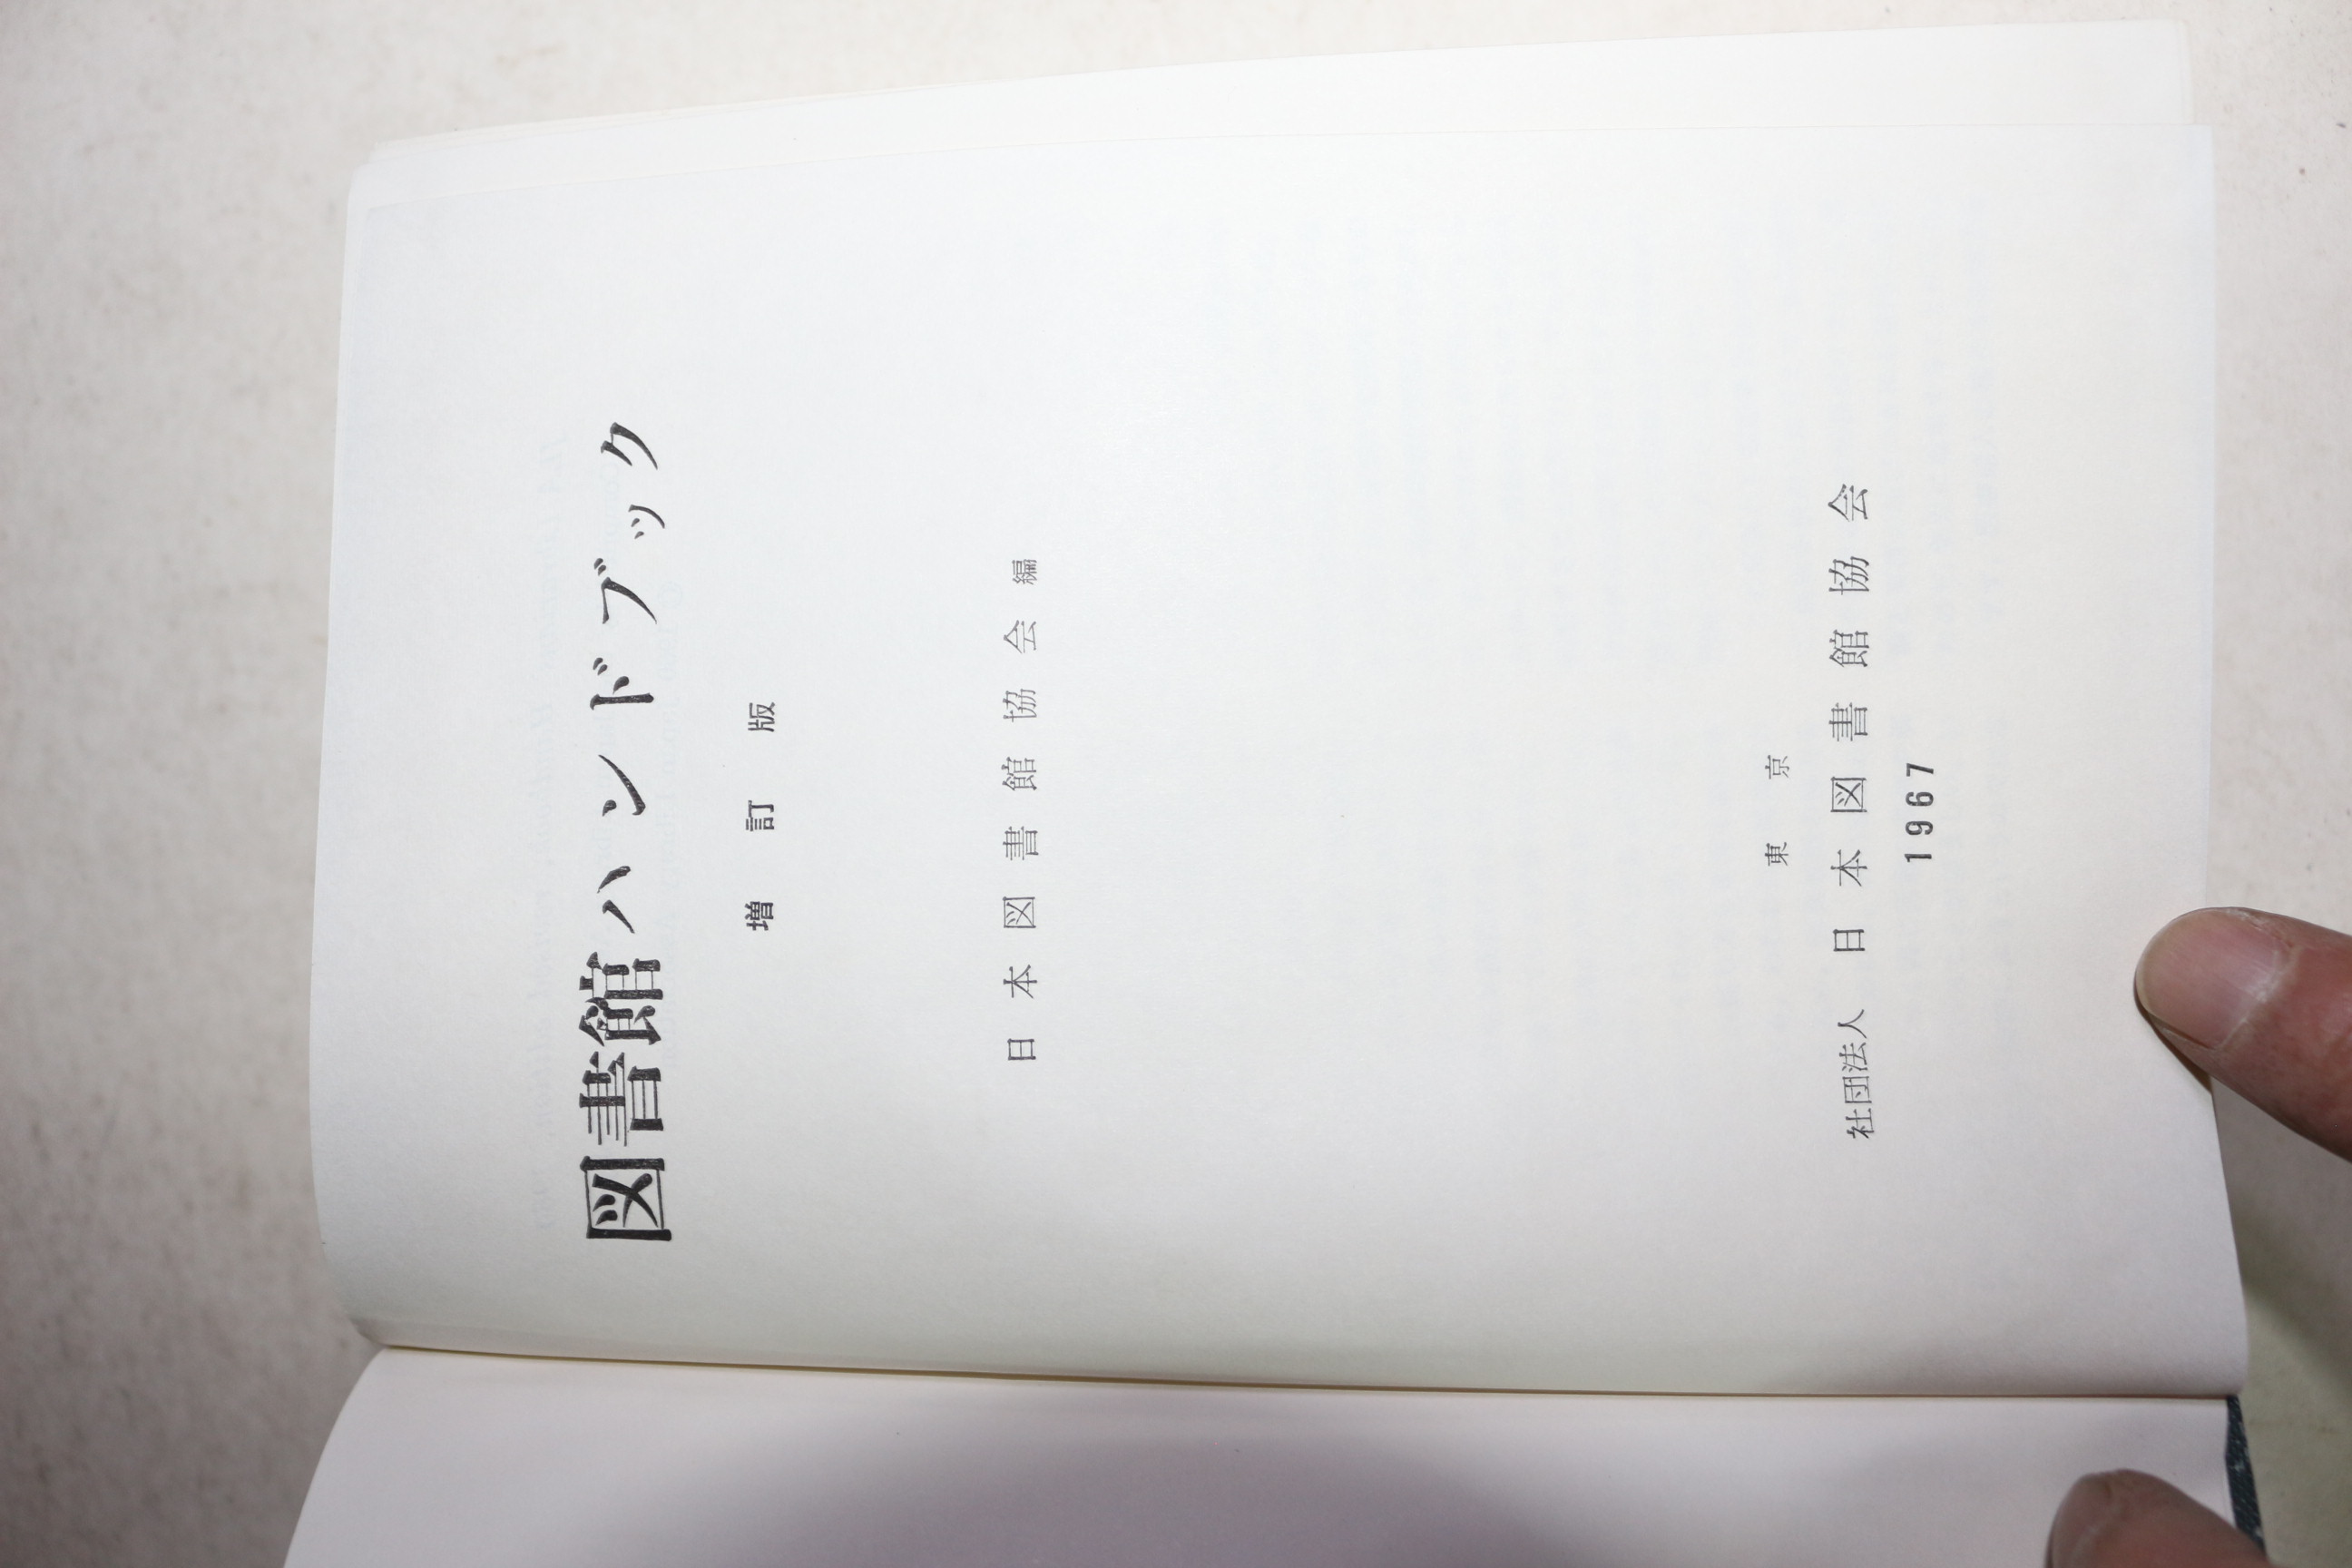 図書館ハンドブック
増訂版
日本図書館協会編
東京
社団法人 日本図書館協会
1967